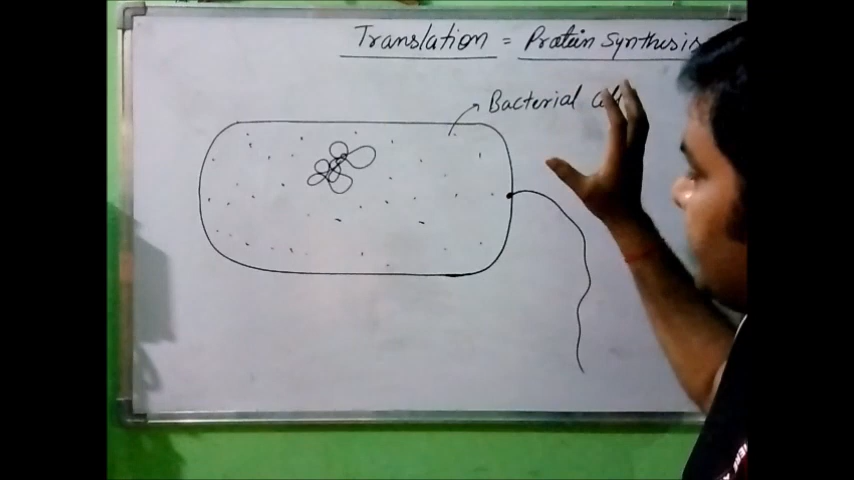 Translation = Protein Synthesis
Bacterial